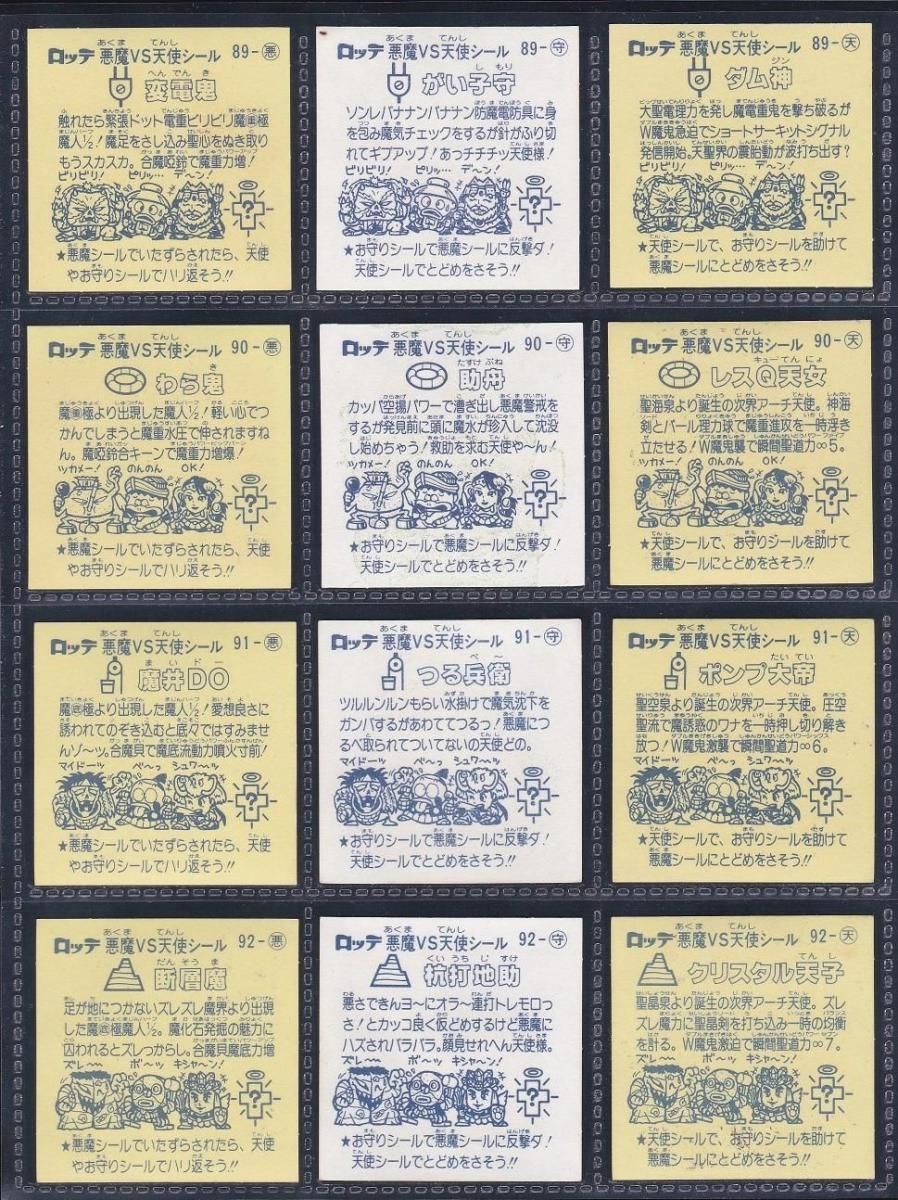 ロッテ 悪魔VS天使シール 89-悪
変電鬼
触れたら緊張ドット電重ピリピリ魔重極
魔人½！魔足をさし込み聖心をぬき取り
もうスカスカ。合魔啞鈴で魔重力増！
ビリビリ！ ピリッ… デ〜ン！
★悪魔シールでいたずらされたら、天使
やお守りシールでハリ返そう!!
ロッテ 悪魔VS天使シール 89-守
がい子守
ソンレバナンバナンナン防魔電防具に身
を包み魔気チェックをするが針がふり切
れてギブアップ！あっチチチッ天使様！
ビリビリ！ ピリッ… デ〜ン！
★お守りシールで悪魔シールに反撃ダ！
天使シールでとどめをさそう!!
ロッテ 悪魔VS天使シール 89-天
ダム神
大聖電理力を発し魔電重鬼を撃ち破るが
W魔鬼急迫でショートサーキットシグナル
発信開始。天聖界の震胎動が波打ち出す？
ビリビリ！ ピリッ… デ〜ン！
★天使シールで、お守りシールを助けて
悪魔シールにとどめをさそう!!
ロッテ 悪魔VS天使シール 90-悪
わら鬼
魔重極より出現した魔人½！軽い心でつ
かんでしまうと魔重水圧で伸されますね
ん。魔啞鈴合キーンで魔重力増爆！
ツカメー！ のんのん OK！
★悪魔シールでいたずらされたら、天使
やお守りシールでハリ返そう!!
ロッテ 悪魔VS天使シール 90-守
助舟
カッパ空揚パワーで漕ぎ出し悪魔警戒を
するが発見前に頭に魔水が珍入して沈没
し始めちゃう！救助を求む天使や〜ん！
ツカメー！ のんのん OK！
★お守りシールで悪魔シールに反撃ダ！
天使シールでとどめをさそう!!
ロッテ 悪魔VS天使シール 90-天
レスQ天女
聖海泉より誕生の次界アーチ天使。神海
剣とパール理力球で魔重進攻を一時浮き
立たせる！W魔鬼襲で瞬間聖道力∞5。
ツカメー！ のんのん OK！
★天使シールで、お守りシールを助けて
悪魔シールにとどめをさそう!!
ロッテ 悪魔VS天使シール 91-悪
魔井DO
魔底極より出現した魔人½！愛想良さに
誘われてのぞき込むと底々ではすみませ
んゾ〜ッ。合魔貝で魔底流動力噴火寸前！
マイドーッ ペ〜っ シュワ〜ッ
★悪魔シールでいたずらされたら、天使
やお守りシールでハリ返そう!!
ロッテ 悪魔VS天使シール 91-守
つる兵衛
ツルルンルンもらい水掛けで魔気沈下を
ガンバするがあわててつるっ！悪魔につ
るべ取られてついてないの天使どの。
マイドーッ ペ〜っ シュワ〜ッ
★お守りシールで悪魔シールに反撃ダ！
天使シールでとどめをさそう!!
ロッテ 悪魔VS天使シール 91-天
ポンプ大帝
聖空泉より誕生の次界アーチ天使。圧空
聖流で魔誘惑のワナを一時押し切り解き
放つ！W魔鬼激襲で瞬間聖道力∞6。
マイドーッ ペ〜っ シュワ〜ッ
★天使シールで、お守りシールを助けて
悪魔シールにとどめをさそう!!
ロッテ 悪魔VS天使シール 92-悪
断層魔
足が地につかないズレズレ魔界より出現
した魔底極魔人½。魔化石発掘の魅力に
囚われるとズレつからし。合魔貝魔底力増
ズレ〜 ボ〜ッ キシャ〜ン！
★悪魔シールでいたずらされたら、天使
やお守りシールでハリ返そう!!
ロッテ 悪魔VS天使シール 92-守
杭打地助
悪さできんヨ〜にオラ〜連打トレモロっ
さ！とカッコ良く仮どめするけど悪魔に
ハズされバラバラ。顔見せれへん天使様。
ズレ〜 ボ〜ッ キシャ〜ン！
★お守りシールで悪魔シールに反撃ダ！
天使シールでとどめをさそう!!
ロッテ 悪魔VS天使シール 92-天
クリスタル天子
聖晶泉より誕生の次界アーチ天使。ズレ
ズレ魔力に聖晶剣を打ち込み一時の均衡
を計る。W魔鬼激迫で瞬間聖道力∞7。
ズレ〜 ボ〜ッ キシャ〜ン！
★天使シールで、お守りシールを助けて
悪魔シールにとどめをさそう!!